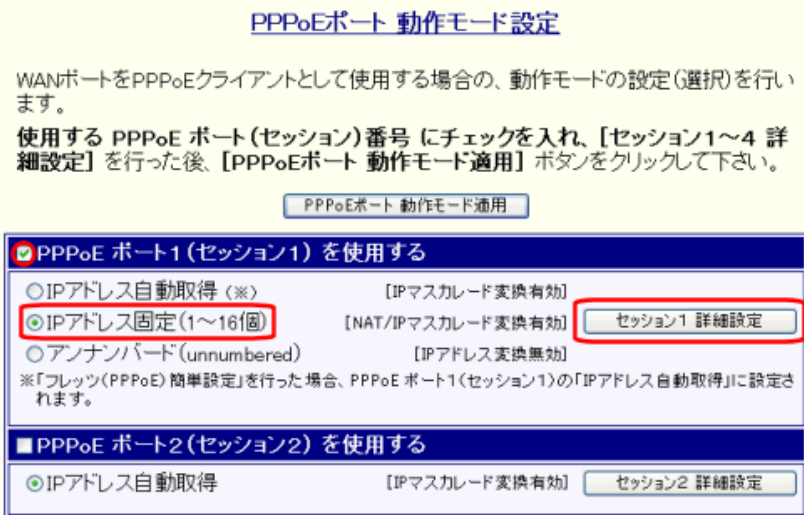 PPPoEポート 動作モード設定
WANポートをPPPoEクライアントとして使用する場合の、動作モードの設定(選択)を行い
ます。
使用する PPPoE ポート(セッション)番号 にチェックを入れ、[セッション1～4 詳
細設定] を行った後、[PPPoEポート 動作モード適用] ボタンをクリックして下さい。
PPPoEポート 動作モード適用
PPPoE ポート1(セッション1) を使用する
IPアドレス自動取得 (※) [IPマスカレード変換有効]
IPアドレス固定(1～16個) [NAT/IPマスカレード変換有効] セッション1 詳細設定
アンナンバード(unnumbered) [IPアドレス変換無効]
※「フレッツ(PPPoE)簡単設定」を行った場合、PPPoE ポート1(セッション1)の「IPアドレス自動取得」に設定さ
れます。
PPPoE ポート2(セッション2) を使用する
IPアドレス自動取得 [IPマスカレード変換有効] セッション2 詳細設定